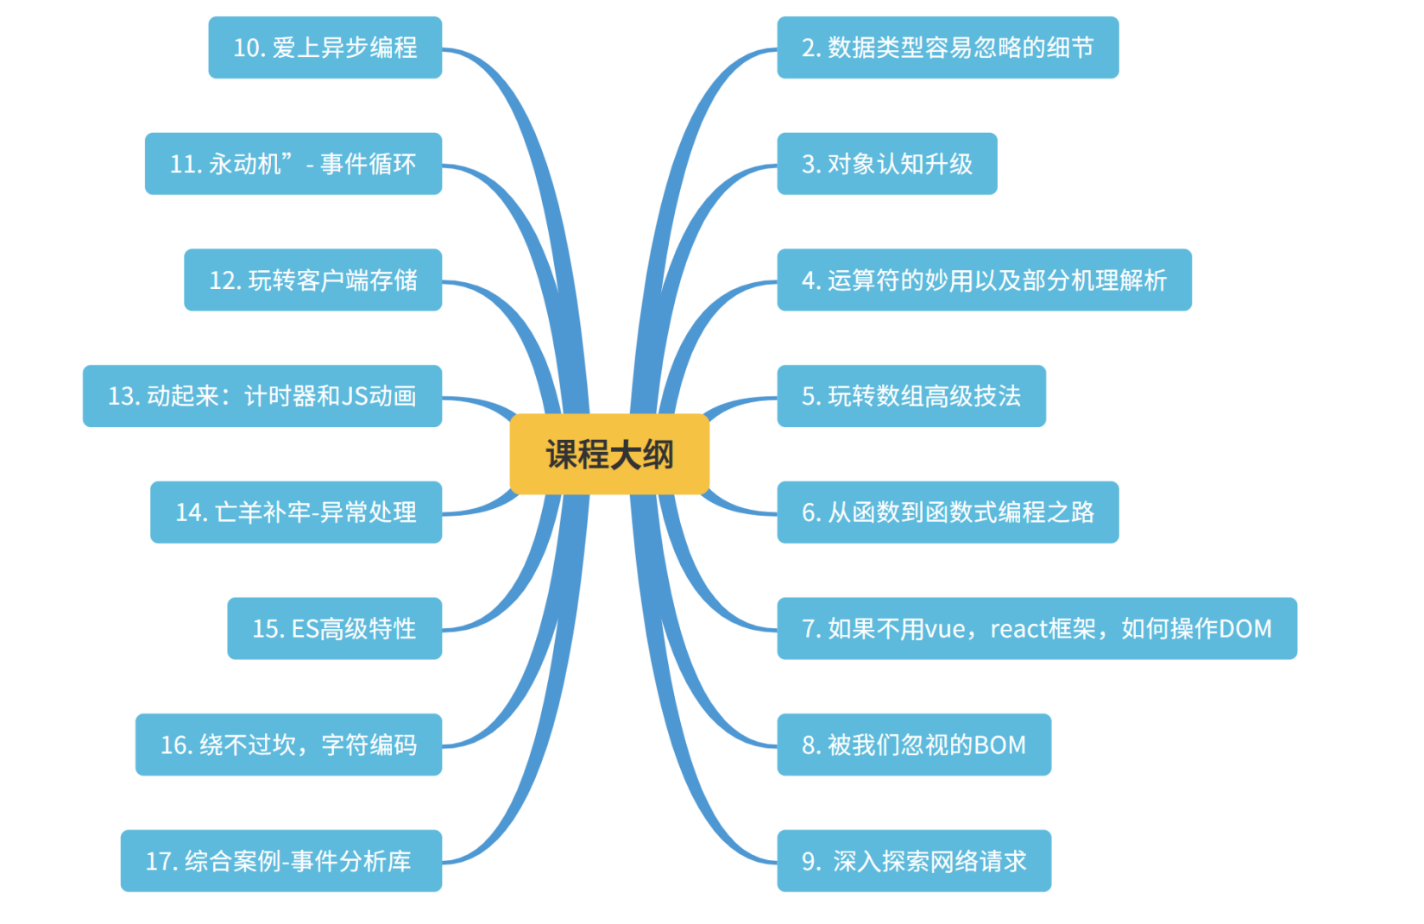 课程大纲
2. 数据类型容易忽略的细节
3. 对象认知升级
4. 运算符的妙用以及部分机理解析
5. 玩转数组高级技法
6. 从函数到函数式编程之路
7. 如果不用vue，react框架，如何操作DOM
8. 被我们忽视的BOM
9. 深入探索网络请求
10. 爱上异步编程
11. 永动机” - 事件循环
12. 玩转客户端存储
13. 动起来：计时器和JS动画
14. 亡羊补牢-异常处理
15. ES高级特性
16. 绕不过坎，字符编码
17. 综合案例-事件分析库